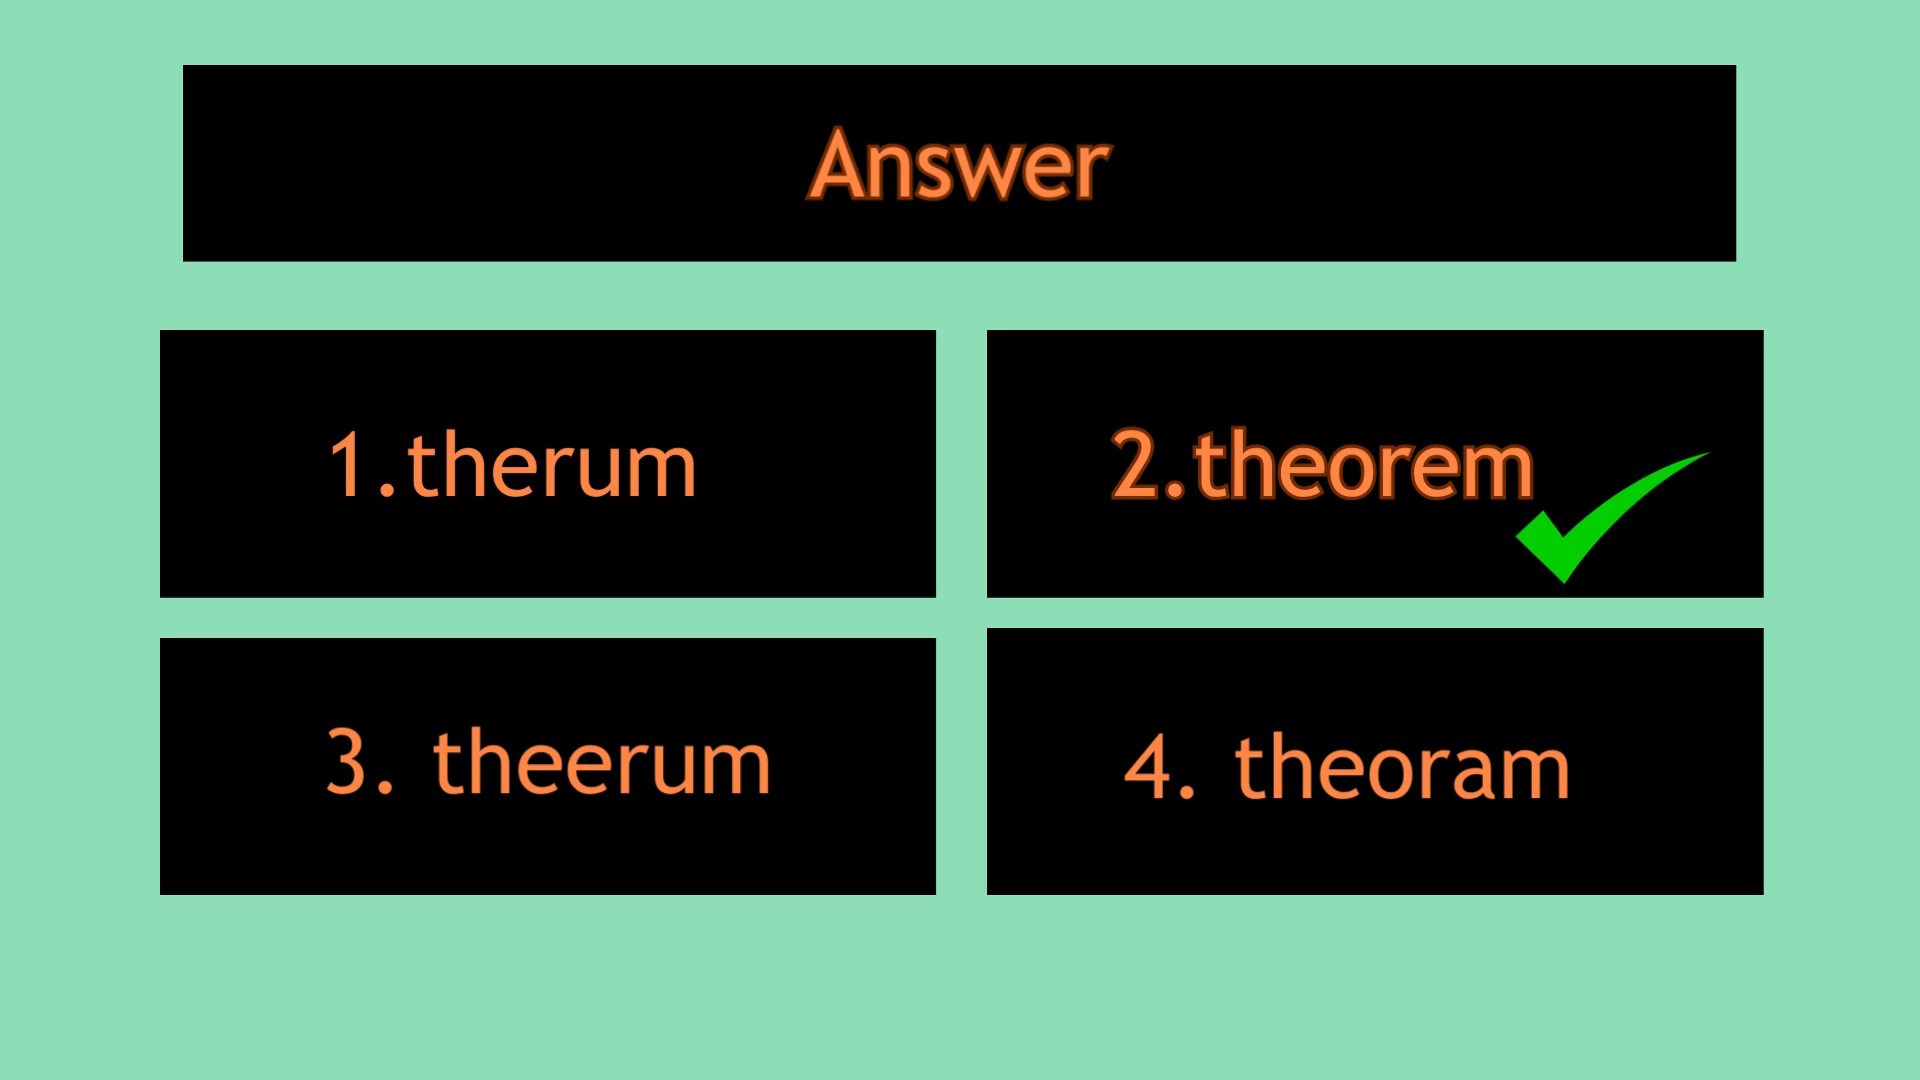 Answer
1.therum
2.theorem
3. theerum
4. theoram